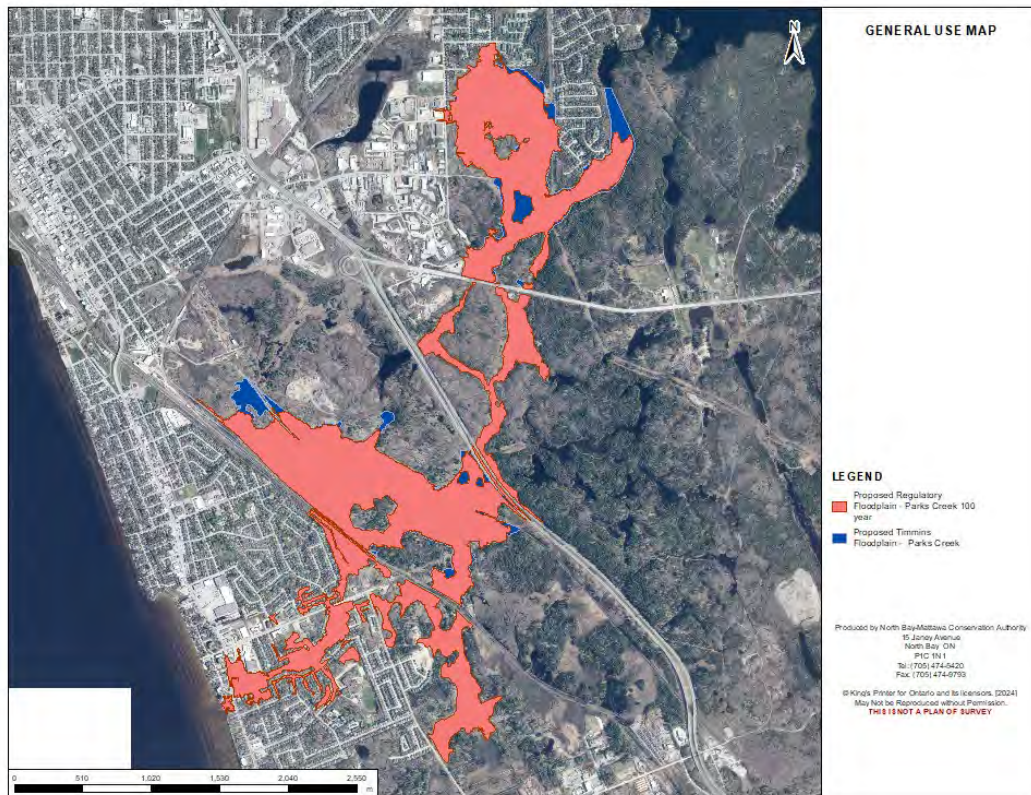 GENERAL USE MAP
N
LEGEND
Proposed Regulatory
Floodplain - Parks Creek 100
year
Proposed Timmins
Floodplain - Parks Creek
Produced by North Bay-Mattawa Conservation Authority
15 Janey Avenue
North Bay ON
P1C 1N1
Tel: (705) 474-5420
Fax: (705) 474-9793
© King's Printer for Ontario and its licensors. [2024]
May Not be Reproduced without Permission.
THIS IS NOT A PLAN OF SURVEY
0 510 1,020 1,530 2,040 2,550
m